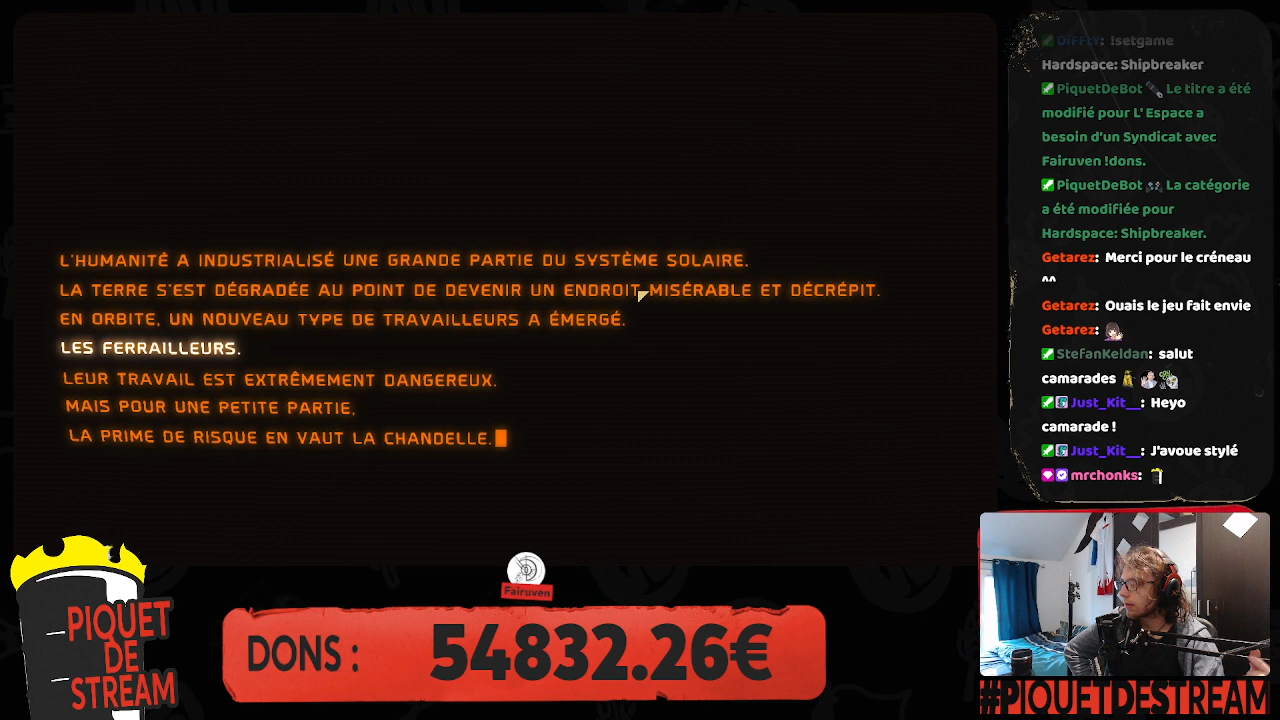 L'HUMANITÉ A INDUSTRIALISÉ UNE GRANDE PARTIE DU SYSTÈME SOLAIRE.
LA TERRE S'EST DÉGRADÉE AU POINT DE DEVENIR UN ENDROIT MISÉRABLE ET DÉCRÉPIT.
EN ORBITE, UN NOUVEAU TYPE DE TRAVAILLEURS A ÉMERGÉ.
LES FERRAILLEURS.
LEUR TRAVAIL EST EXTRÊMEMENT DANGEREUX.
MAIS POUR UNE PETITE PARTIE,
LA PRIME DE RISQUE EN VAUT LA CHANDELLE.
DiFFtY: !setgame
Hardspace: Shipbreaker
PiquetDeBot Le titre a été
modifié pour L'Espace a
besoin d'un Syndicat avec
Fairuven !dons.
PiquetDeBot La catégorie
a été modifiée pour
Hardspace: Shipbreaker.
Getarez: Merci pour le créneau
^^
Getarez: Ouais le jeu fait envie
Getarez:
StefanKeldan: salut
camarades
Just_Kit__: Heyo
camarade !
Just_Kit__: J'avoue stylé
mrchonks:
PIQUET
DE
STREAM
Fairuven
DONS : 54832.26€
#PIQUETDESTREAM